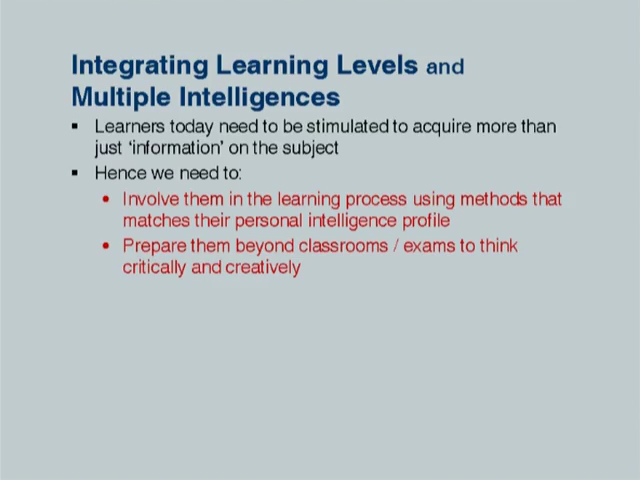 Integrating Learning Levels and
Multiple Intelligences
▪ Learners today need to be stimulated to acquire more than
just 'information' on the subject
▪ Hence we need to:
• Involve them in the learning process using methods that
matches their personal intelligence profile
• Prepare them beyond classrooms / exams to think
critically and creatively